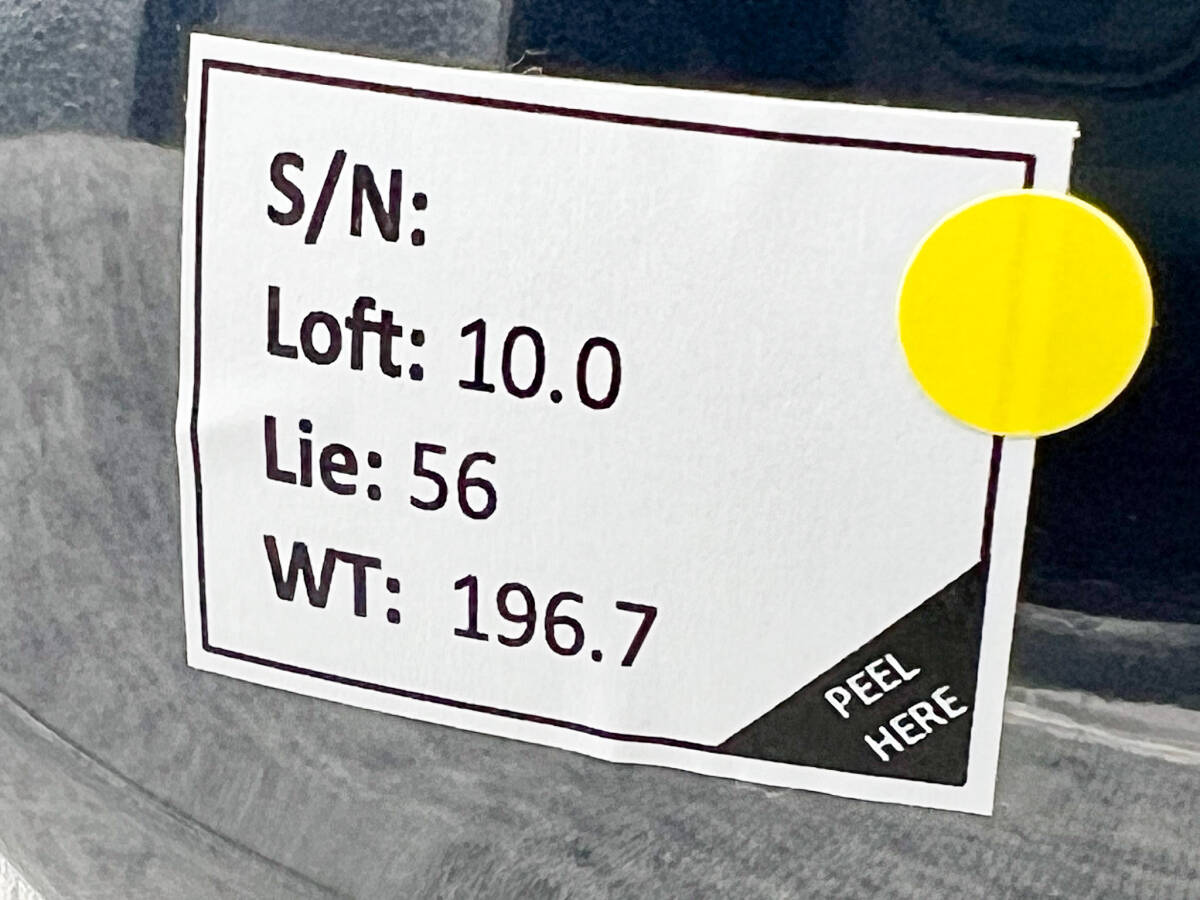 S/N:
Loft: 10.0
Lie: 56
WT: 196.7
PEEL
HERE